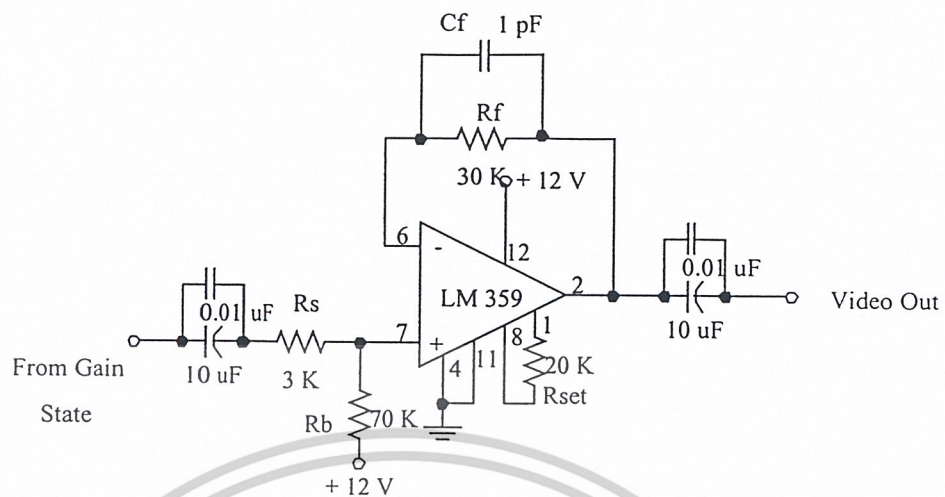 Cf 1 pF
Rf
30 K
+ 12 V
6
-
12
LM 359
2
0.01 uF
10 uF
Video Out
0.01 uF
Rs
7
+
4
11
8
1
20 K
Rset
10 uF
3 K
From Gain
State
Rb
70 K
+ 12 V